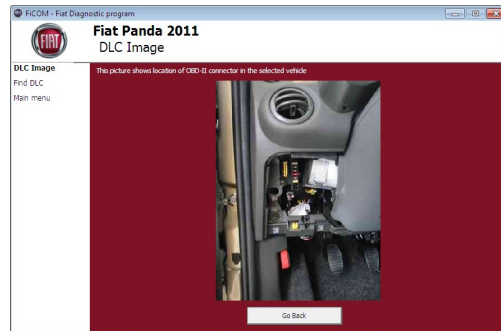 FiCOM - Fiat Diagnostic program
FIAT
Fiat Panda 2011
DLC Image
DLC Image
Find DLC
Main menu
This picture shows location of OBD-II connector in the selected vehicle
Go Back